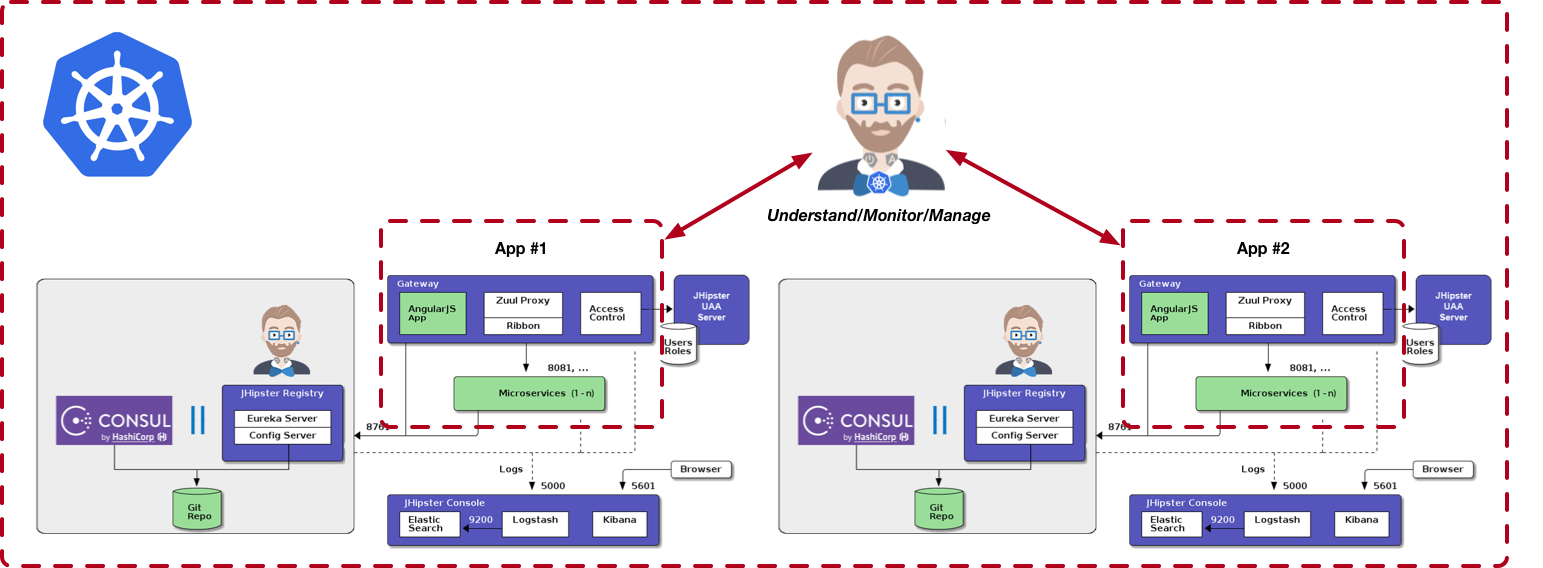 Understand/Monitor/Manage
App #1
Gateway
AngularJS
App
Zuul Proxy
Ribbon
Access
Control
JHipster
UAA
Server
Users
Roles
8081, ...
Microservices (1-n)
JHipster Registry
Eureka Server
Config Server
CONSUL
by HashiCorp
8761
Git
Repo
Logs
5000
5601
Browser
JHipster Console
Elastic
Search
9200
Logstash
Kibana
App #2
Gateway
AngularJS
App
Zuul Proxy
Ribbon
Access
Control
JHipster
UAA
Server
Users
Roles
8081, ...
Microservices (1-n)
JHipster Registry
Eureka Server
Config Server
CONSUL
by HashiCorp
8761
Git
Repo
Logs
5000
5601
Browser
JHipster Console
Elastic
Search
9200
Logstash
Kibana